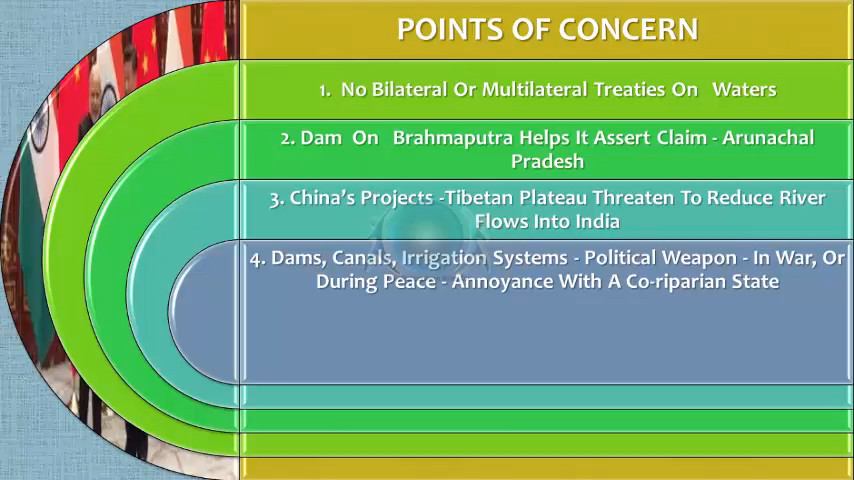 POINTS OF CONCERN
1. No Bilateral Or Multilateral Treaties On Waters
2. Dam On Brahmaputra Helps It Assert Claim - Arunachal
Pradesh
3. China's Projects -Tibetan Plateau Threaten To Reduce River
Flows Into India
4. Dams, Canals, Irrigation Systems - Political Weapon - In War, Or
During Peace - Annoyance With A Co-riparian State